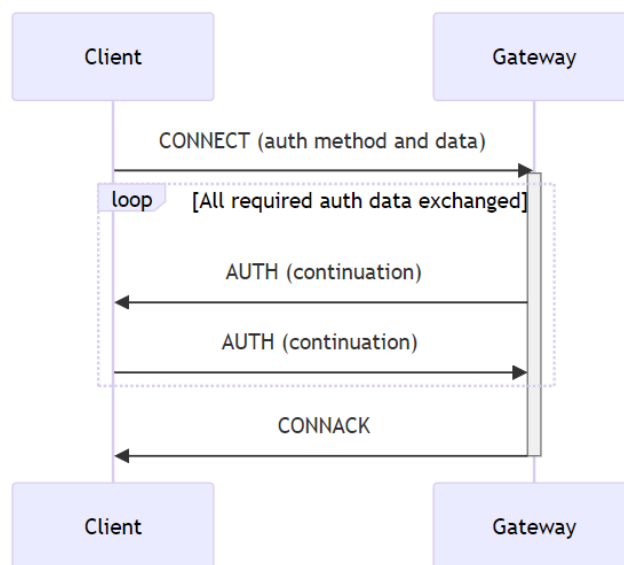 Client
Gateway
CONNECT (auth method and data)
loop
[All required auth data exchanged]
AUTH (continuation)
AUTH (continuation)
CONNACK
Client
Gateway